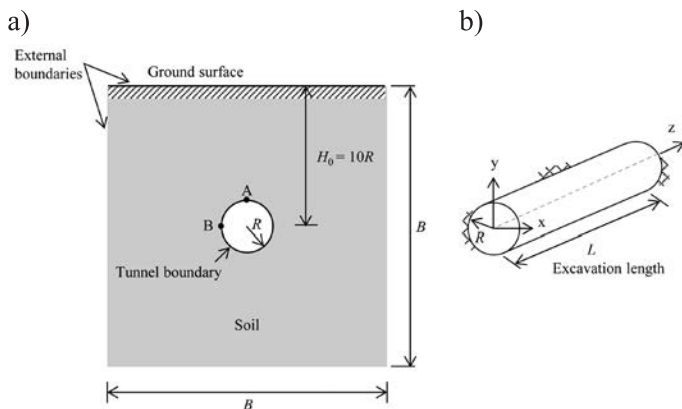 a)
b)
External
boundaries
Ground surface
H₀ = 10R
A
B
R
B
Tunnel boundary
Soil
B
y
z
x
R
L
Excavation length